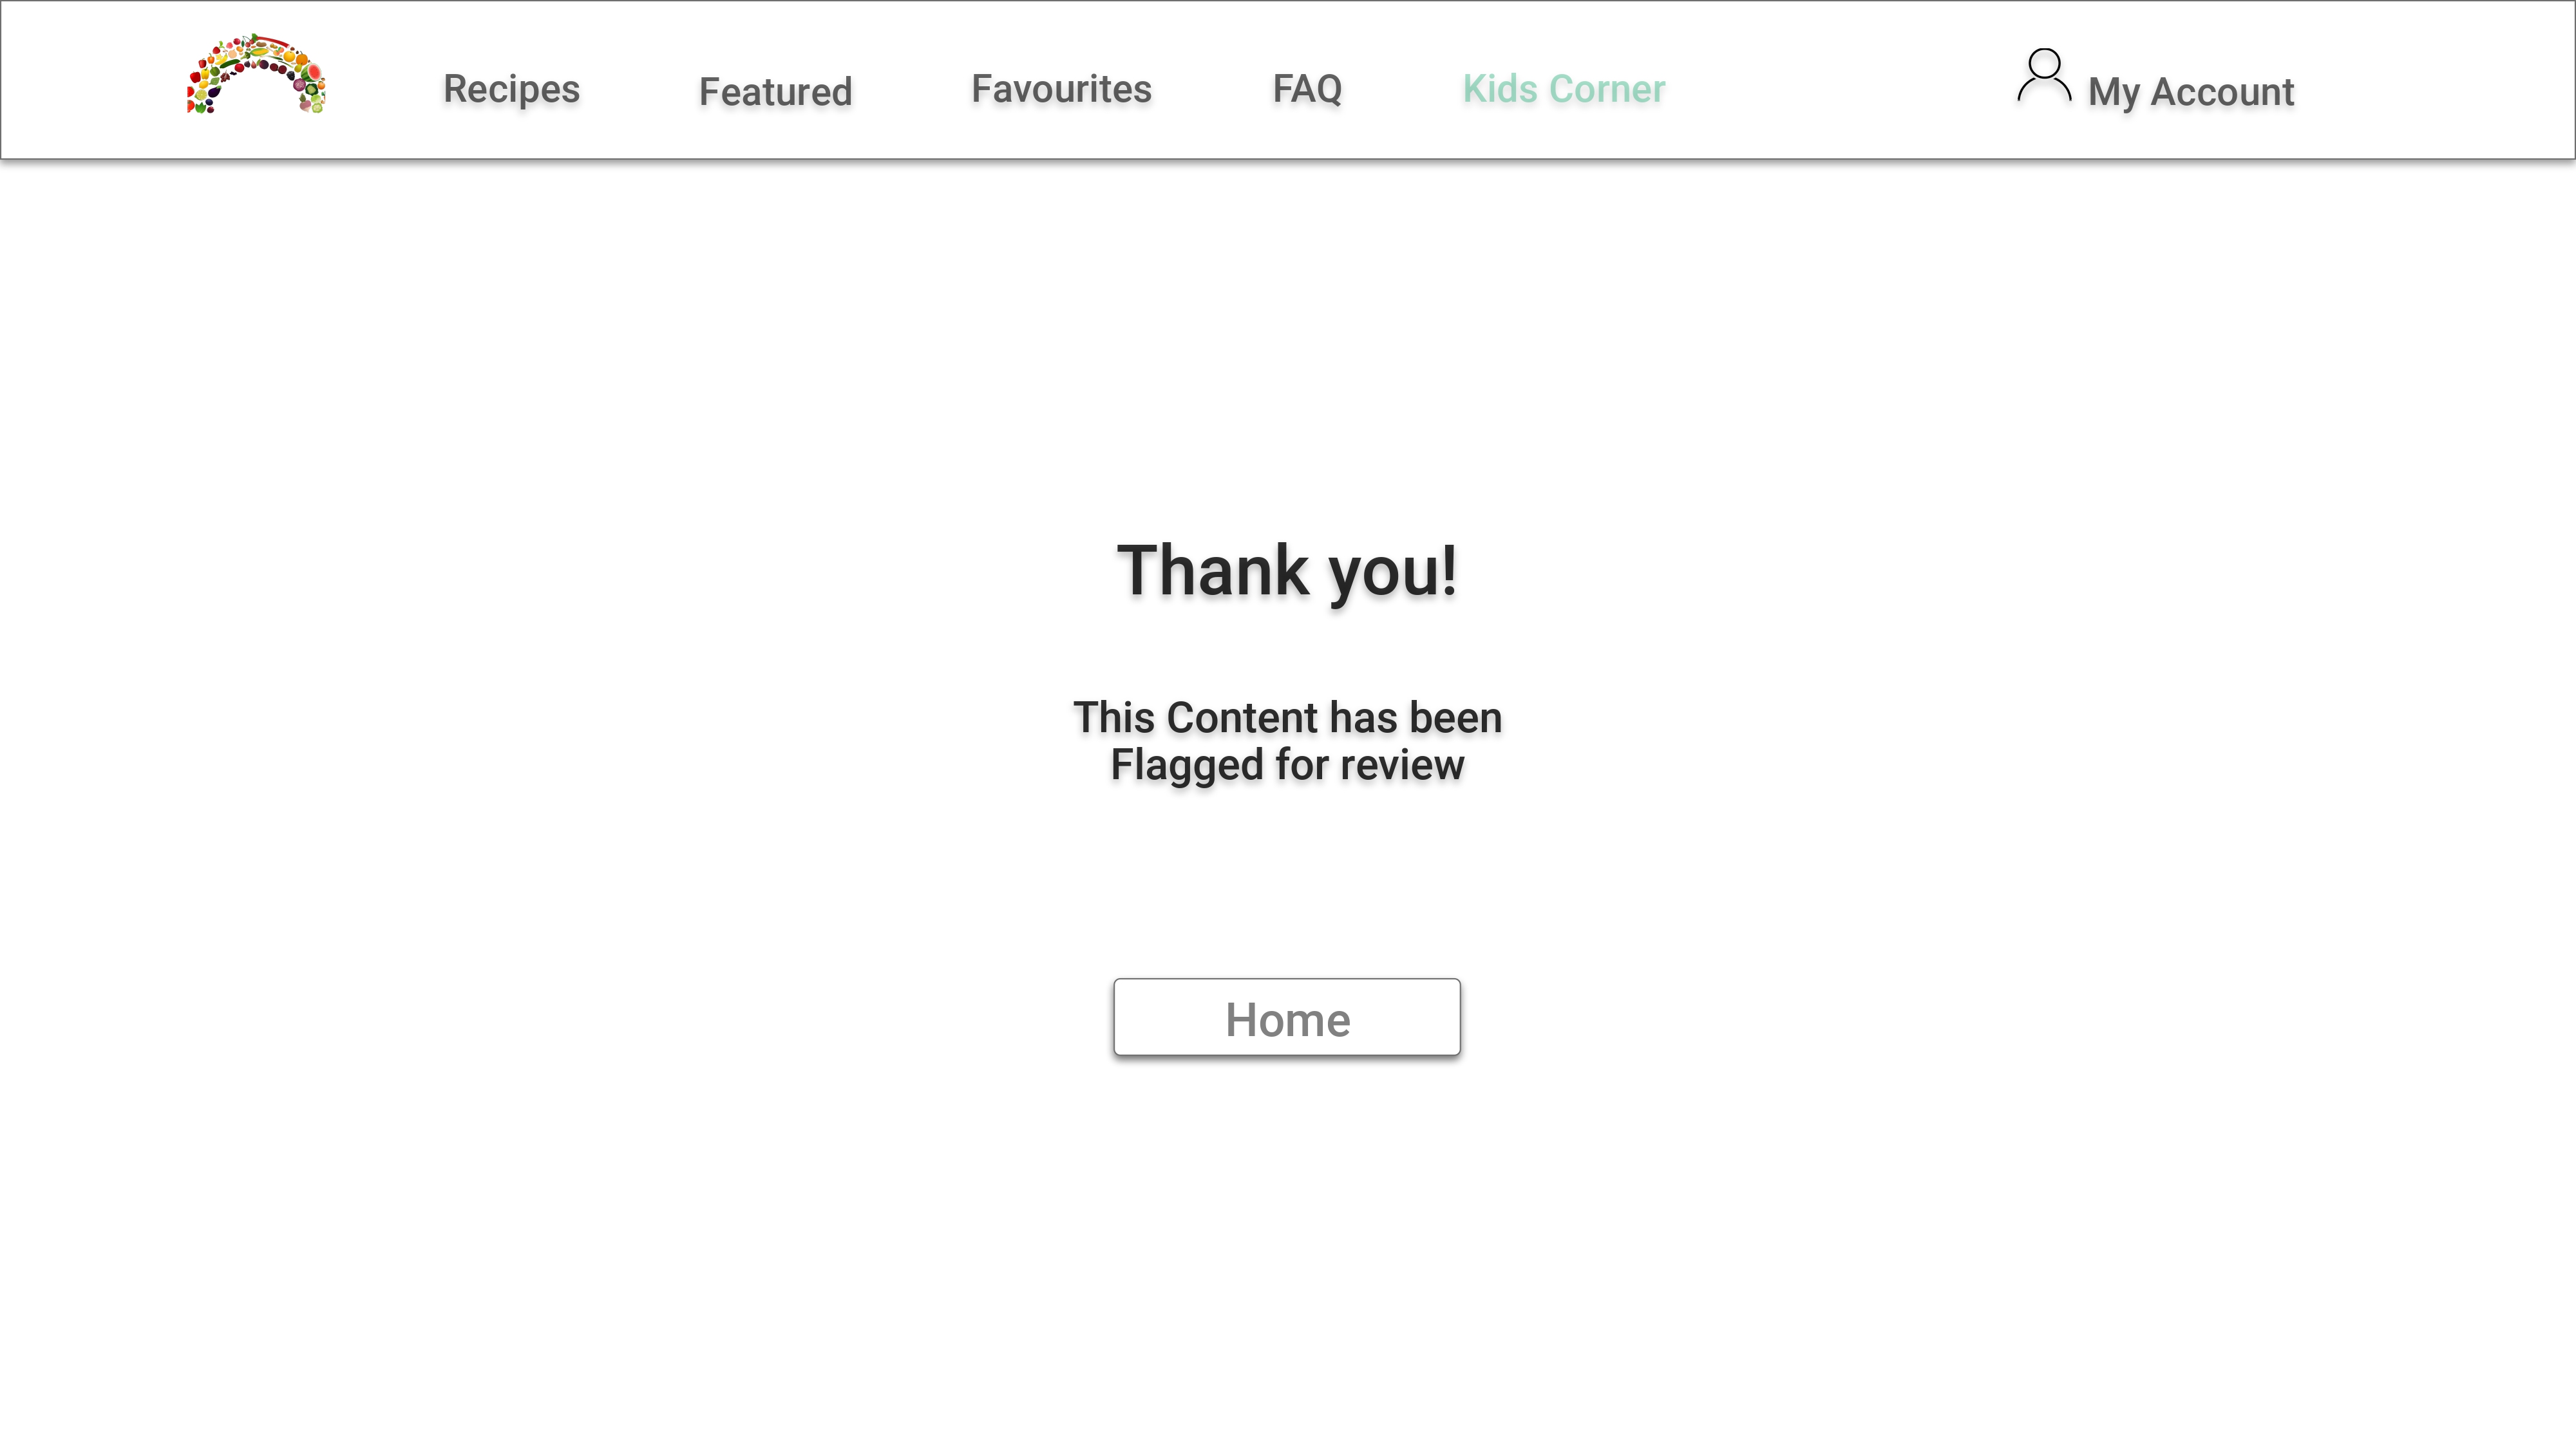 Recipes Featured Favourites FAQ Kids Corner My Account
Thank you!
This Content has been
Flagged for review
Home